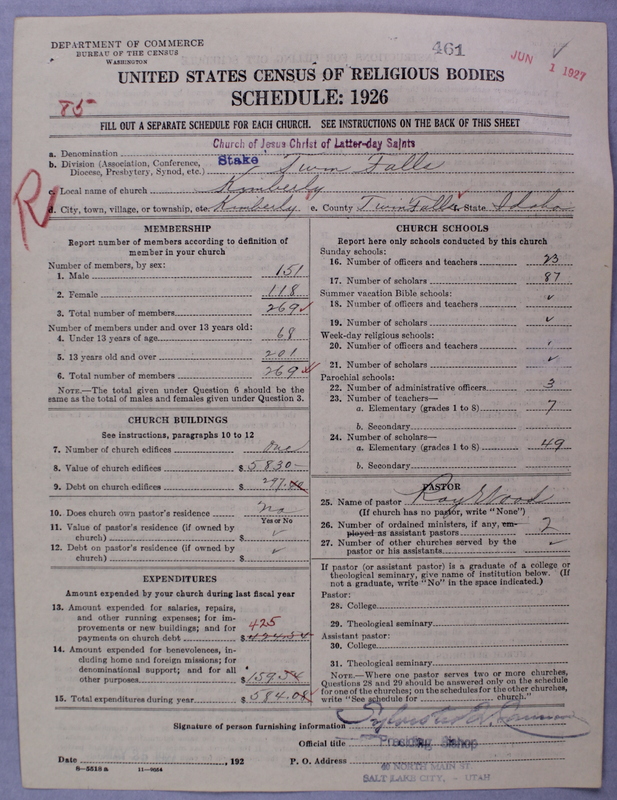 DEPARTMENT OF COMMERCE
BUREAU OF THE CENSUS
WASHINGTON
461
JUN 1 1927
UNITED STATES CENSUS OF RELIGIOUS BODIES
SCHEDULE: 1926
85
FILL OUT A SEPARATE SCHEDULE FOR EACH CHURCH. SEE INSTRUCTIONS ON THE BACK OF THIS SHEET
a. Denomination Church of Jesus Christ of Latter-day Saints
b. Division (Association, Conference, Diocese, Presbytery, Synod, etc.) Stake Twin Falls
c. Local name of church Kimberly
R
d. City, town, village, or township, etc. Kimberly e. County Twin Falls f. State Idaho
MEMBERSHIP
Report number of members according to definition of
member in your church
Number of members, by sex:
1. Male 151
2. Female 118
3. Total number of members 269
Number of members under and over 13 years old:
4. Under 13 years of age 68
5. 13 years old and over 201
6. Total number of members 269
NOTE.—The total given under Question 6 should be the
same as the total of males and females given under Question 3.
CHURCH BUILDINGS
See instructions, paragraphs 10 to 12
7. Number of church edifices One
8. Value of church edifices $ 5830-
9. Debt on church edifices $ 297.40
10. Does church own pastor's residence No
Yes or No
11. Value of pastor's residence (if owned by
church) $ ✓
12. Debt on pastor's residence (if owned by
church) $ ✓
EXPENDITURES
Amount expended by your church during last fiscal year
13. Amount expended for salaries, repairs,
and other running expenses; for im-
provements or new buildings; and for 425
payments on church debt $ 424.54
14. Amount expended for benevolences, in-
cluding home and foreign missions; for
denominational support; and for all
other purposes $ 159.54
15. Total expenditures during year $ 584.08
CHURCH SCHOOLS
Report here only schools conducted by this church
Sunday schools:
16. Number of officers and teachers 23
17. Number of scholars 87
Summer vacation Bible schools:
18. Number of officers and teachers ✓
19. Number of scholars ✓
Week-day religious schools:
20. Number of officers and teachers
21. Number of scholars ✓
Parochial schools:
22. Number of administrative officers 3
23. Number of teachers—
a. Elementary (grades 1 to 8) 7
b. Secondary
24. Number of scholars—
a. Elementary (grades 1 to 8) 49
b. Secondary
PASTOR
25. Name of pastor Roy Wood
(If church has no pastor, write "None")
26. Number of ordained ministers, if any, em-
ployed as assistant pastors 2
27. Number of other churches served by the
pastor or his assistants ✓
If pastor (or assistant pastor) is a graduate of a college or
theological seminary, give name of institution below. (If
not a graduate, write "No" in the space indicated.)
Pastor:
28. College
29. Theological seminary
Assistant pastor:
30. College
31. Theological seminary
NOTE.—Where one pastor serves two or more churches,
Questions 28 and 29 should be answered only on the schedule
for one of the churches; on the schedules for the other churches,
write "See schedule for church."
Signature of person furnishing information
Official title Presiding Bishop
Date , 192 P. O. Address 40 NORTH MAIN ST.
SALT LAKE CITY, - UTAH
6—5518 a 11—9054